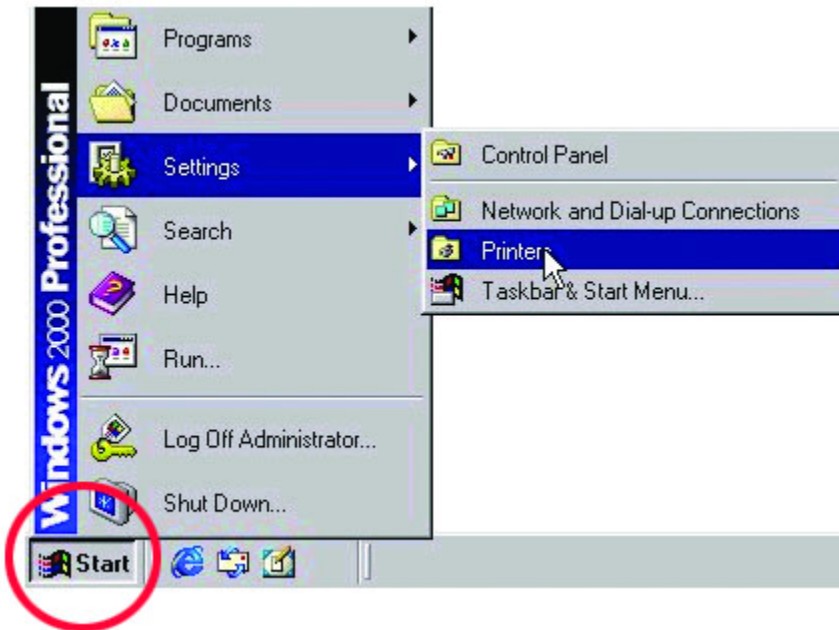 Windows 2000 Professional
Programs
Documents
Settings
Search
Help
Run...
Log Off Administrator...
Shut Down...
Control Panel
Network and Dial-up Connections
Printers
Taskbar & Start Menu...
Start